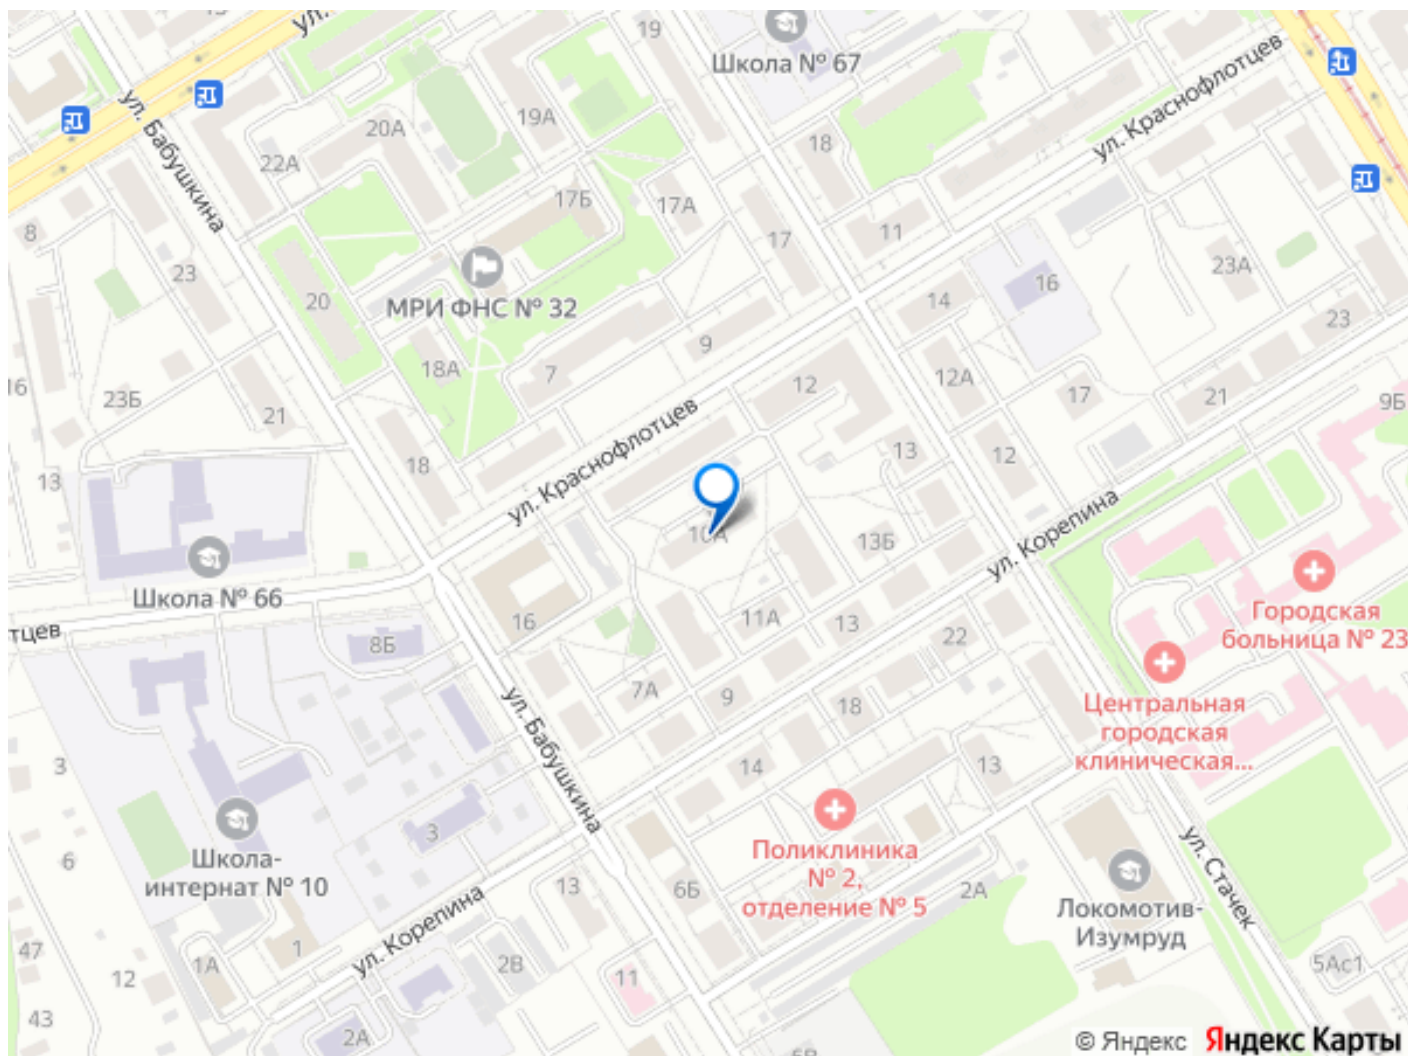 ул.
19
Школа № 67
ул. Краснофлотцев
ул. Бабушкина
20А
19А
18
22А
17Б
17А
8
17
11
23
23А
16
20
МРИ ФНС № 32
14
23
9
18А
7
12
12А
17
21
9Б
16
23Б
21
ул. Краснофлотцев
13
18
13
12
ул. Корепина
10А
13Б
Школа № 66
Городская
больница № 23
тцев
8Б
16
11А
13
22
7А
9
18
Центральная
городская
клиническая...
ул. Бабушкина
3
14
13
Поликлиника
№ 2,
отделение № 5
ул. Стачек
6
Школа-
интернат № 10
3
13
6Б
2А
Локомотив-
Изумруд
ул. Корепина
47
12
1А
1
2В
11
5Ас1
43
2А
6В
© Яндекс Яндекс Карты